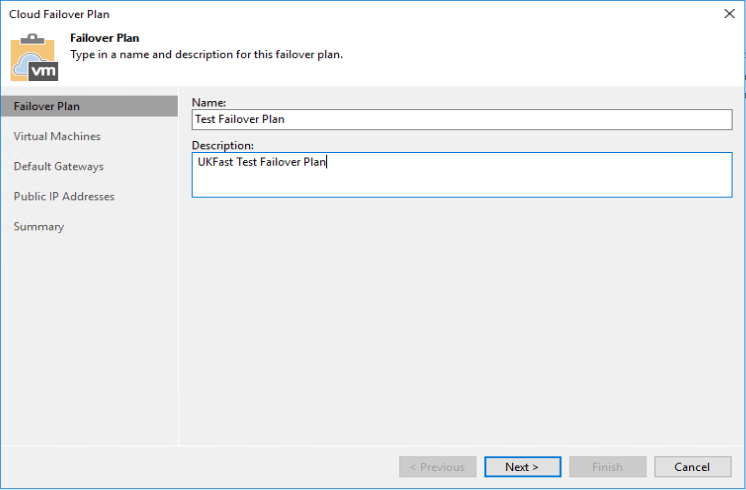 Cloud Failover Plan
Failover Plan
Type in a name and description for this failover plan.
vm
Failover Plan
Virtual Machines
Default Gateways
Public IP Addresses
Summary
Name:
Test Failover Plan
Description:
UKFast Test Failover Plan
< Previous
Next >
Finish
Cancel